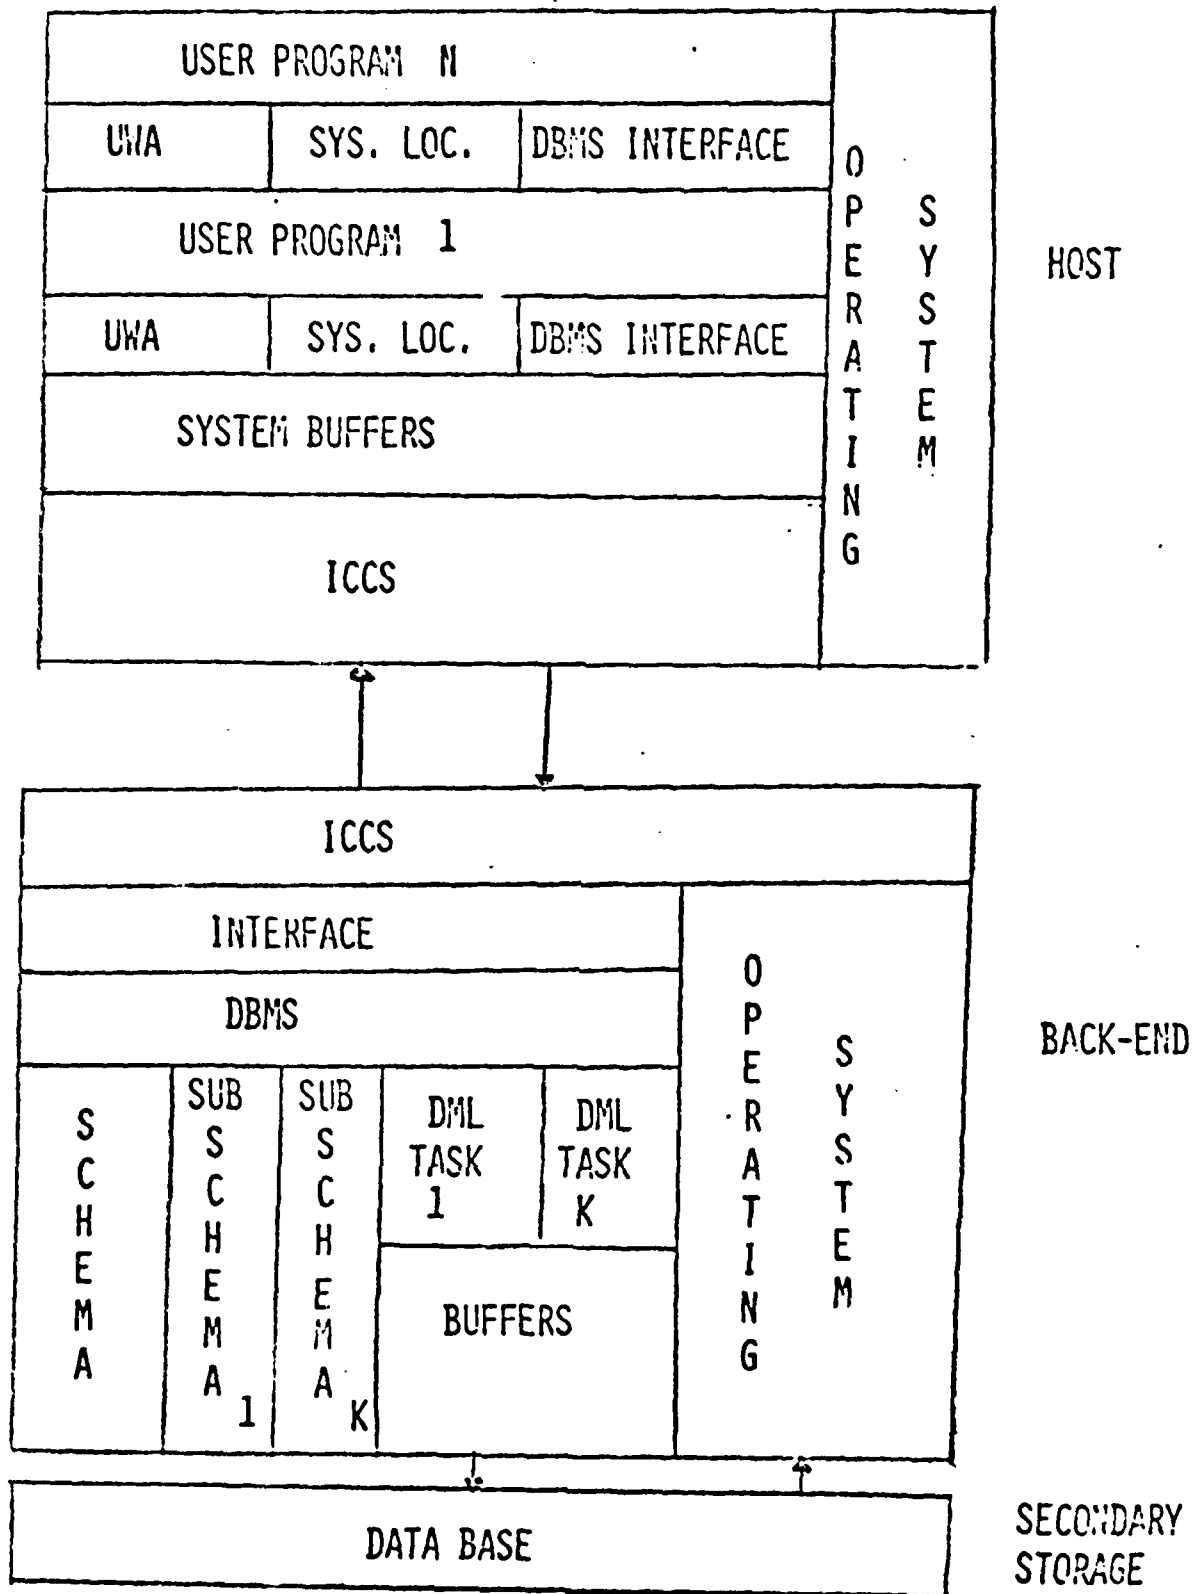 USER PROGRAM N
UWA
SYS. LOC.
DBMS INTERFACE
USER PROGRAM 1
UWA
SYS. LOC.
DBMS INTERFACE
SYSTEM BUFFERS
ICCS
OPERATING
SYSTEM
HOST
ICCS
INTERFACE
DBMS
SCHEMA
SUB
SCHEMA
1
SUB
SCHEMA
K
DML
TASK
1
DML
TASK
K
BUFFERS
OPERATING
SYSTEM
BACK-END
DATA BASE
SECONDARY
STORAGE